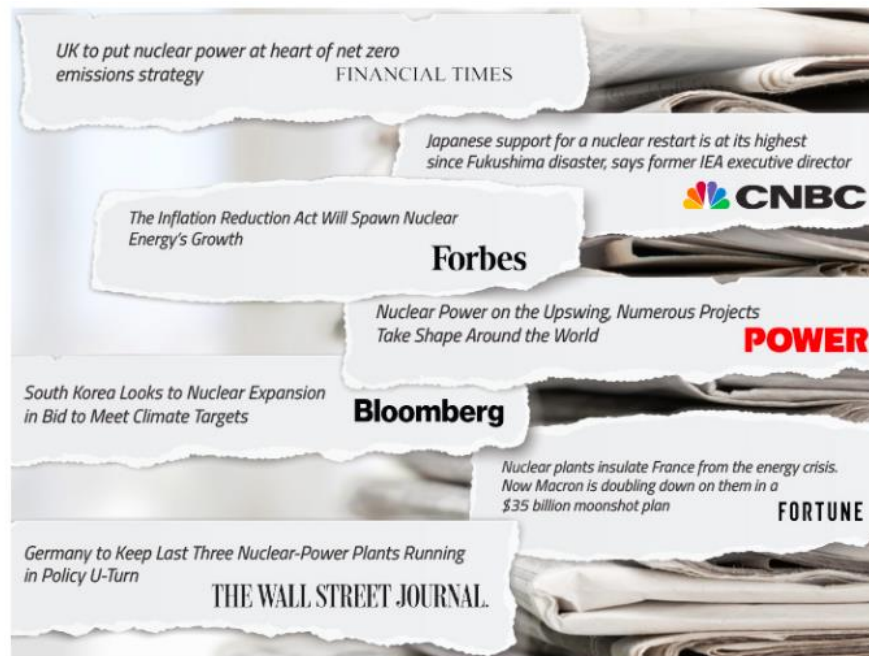 UK to put nuclear power at heart of net zero
emissions strategy
FINANCIAL TIMES
Japanese support for a nuclear restart is at its highest
since Fukushima disaster, says former IEA executive director
CNBC
The Inflation Reduction Act Will Spawn Nuclear
Energy's Growth
Forbes
Nuclear Power on the Upswing, Numerous Projects
Take Shape Around the World
POWER
South Korea Looks to Nuclear Expansion
in Bid to Meet Climate Targets
Bloomberg
Nuclear plants insulate France from the energy crisis.
Now Macron is doubling down on them in a
$35 billion moonshot plan
FORTUNE
Germany to Keep Last Three Nuclear-Power Plants Running
in Policy U-Turn
THE WALL STREET JOURNAL.